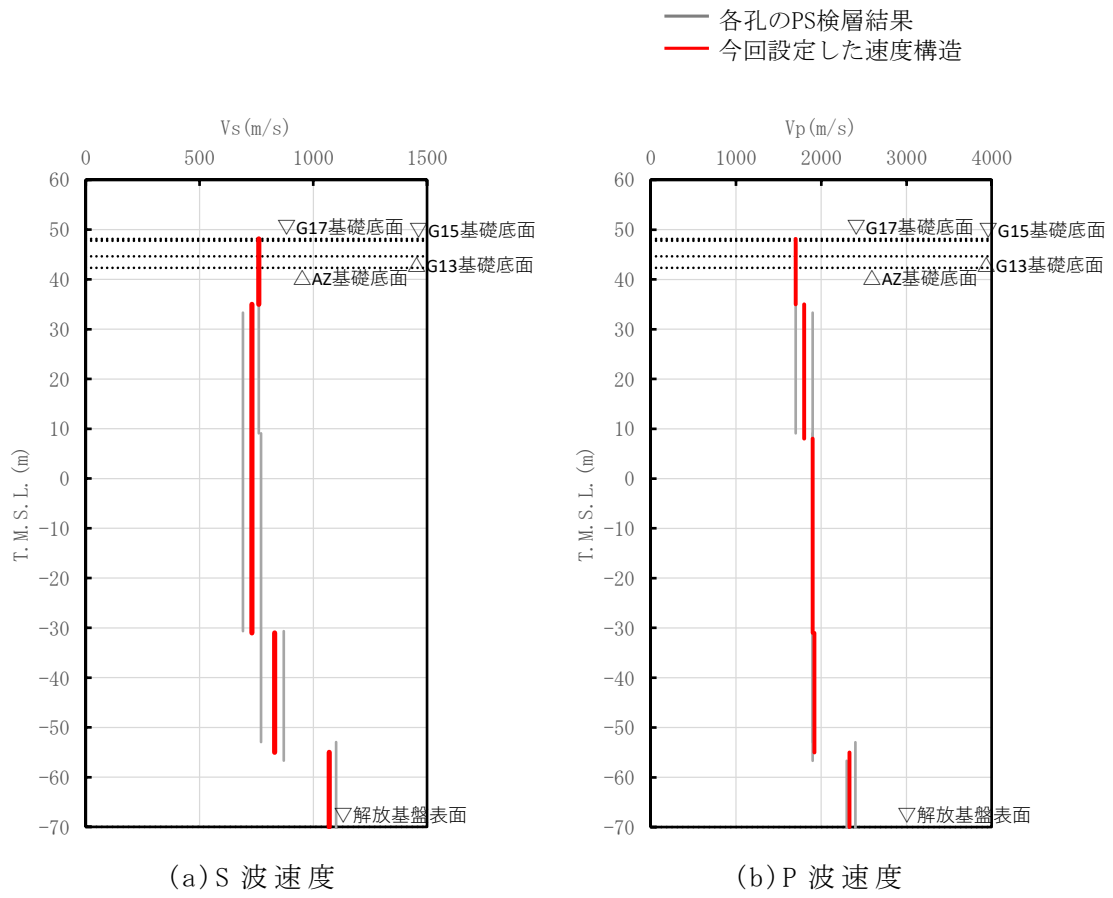 各孔のPS検層結果
今回設定した速度構造
Vs(m/s)
0 500 1000 1500
60
50
40
30
20
10
0
-10
-20
-30
-40
-50
-60
-70
T.M.S.L.(m)
▽G17基礎底面
▽G15基礎底面
△G13基礎底面
△AZ基礎底面
▽解放基盤表面
(a)S 波速度
Vp(m/s)
0 1000 2000 3000 4000
60
50
40
30
20
10
0
-10
-20
-30
-40
-50
-60
-70
T.M.S.L.(m)
▽G17基礎底面
▽G15基礎底面
△G13基礎底面
△AZ基礎底面
▽解放基盤表面
(b)P 波速度